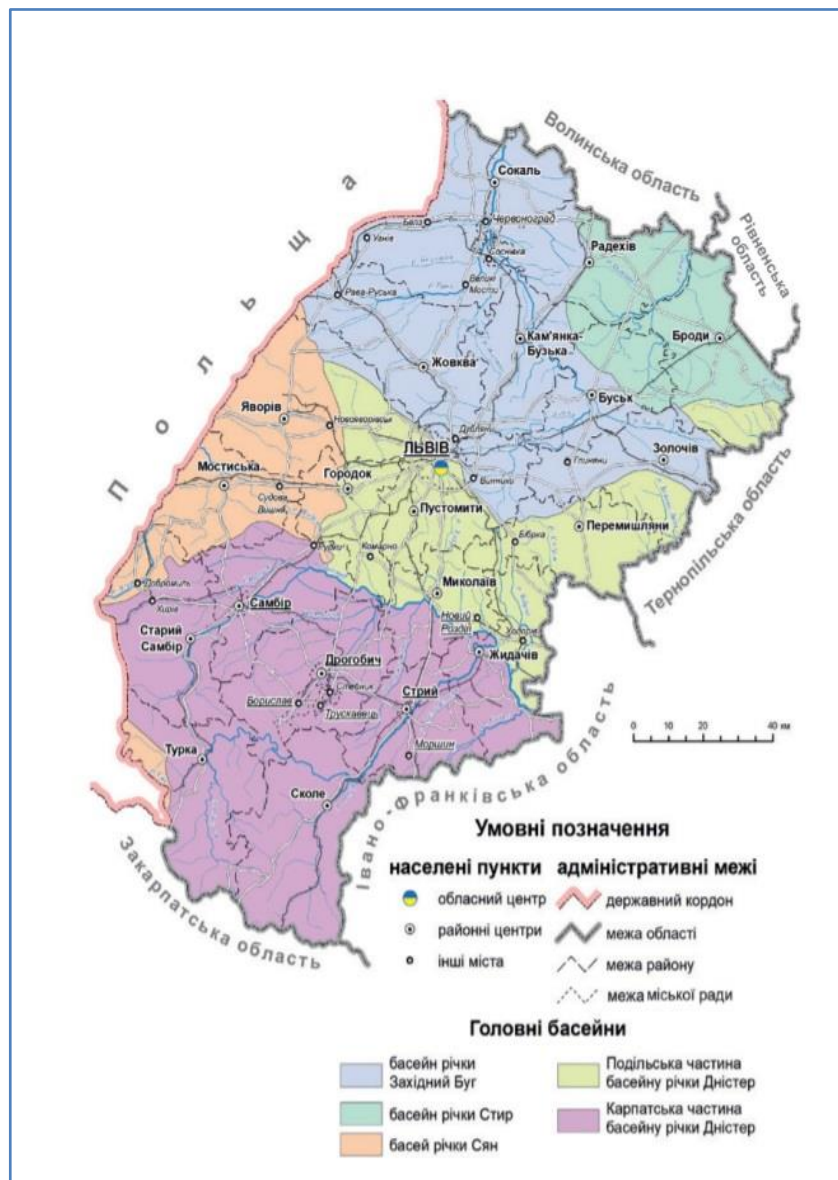 Волинська область
Рівненська
область
Польща
Сокаль
Белз
Червоноград
Угнів
Радехів
Соснівка
Великі
Мости
Рава-Руська
Кам'янка-
Бузька
Броди
Жовква
Буськ
Яворів
Новояворівськ
ЛЬВІВ
Дубляни
Золочів
Глиняни
Мостиська
Городок
Винники
Судова
Вишня
Пустомити
Перемишляни
Бібрка
Рудки
Комарно
Тернопільська область
Добромиль
Миколаїв
Хирів
Самбір
Новий
Розділ
Ходорів
Старий
Самбір
Жидачів
Дрогобич
Стебник
Борислав
Трускавець
Стрий
0 10 20 40 км
Моршин
Турка
Сколе
Івано-Франківська область
Закарпатська область
Умовні позначення
населені пункти
обласний центр
районні центри
інші міста
адміністративні межі
державний кордон
межа області
межа району
межа міської ради
Головні басейни
басейн річки
Західний Буг
басейн річки Стир
басей річки Сян
Подільська частина
басейну річки Дністер
Карпатська частина
басейну річки Дністер